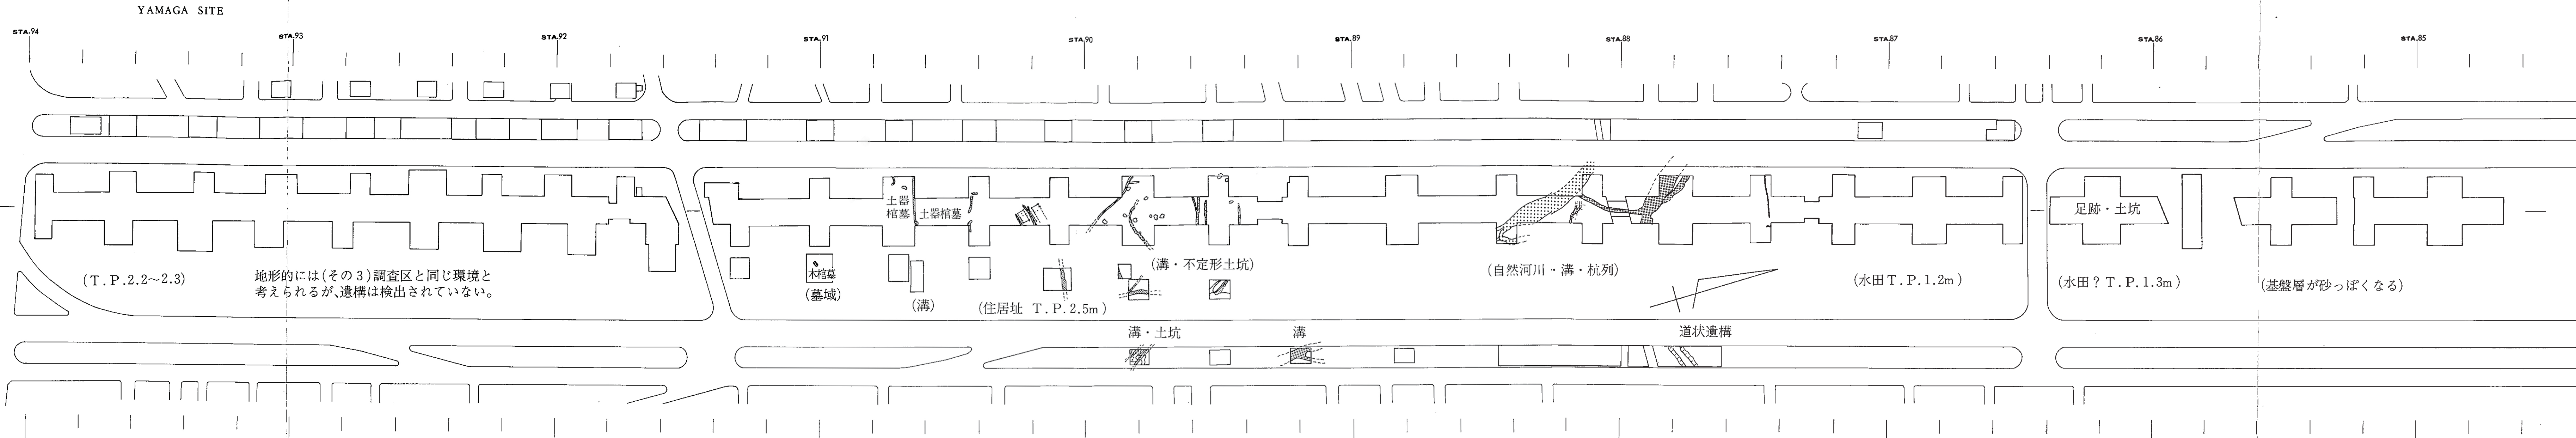 YAMAGA SITE
STA.94
STA.93
STA.92
STA.91
STA.90
STA.89
STA.88
STA.87
STA.86
STA.85
土器
棺墓
土器棺墓
足跡・土坑
(T.P.2.2～2.3)
地形的には(その3)調査区と同じ環境と
考えられるが、遺構は検出されていない。
木棺墓
(墓域)
(溝)
(住居址 T.P.2.5m)
(溝・不定形土坑)
(自然河川・溝・杭列)
(水田T.P.1.2m)
(水田？T.P.1.3m)
(基盤層が砂っぽくなる)
溝・土坑
溝
道状遺構